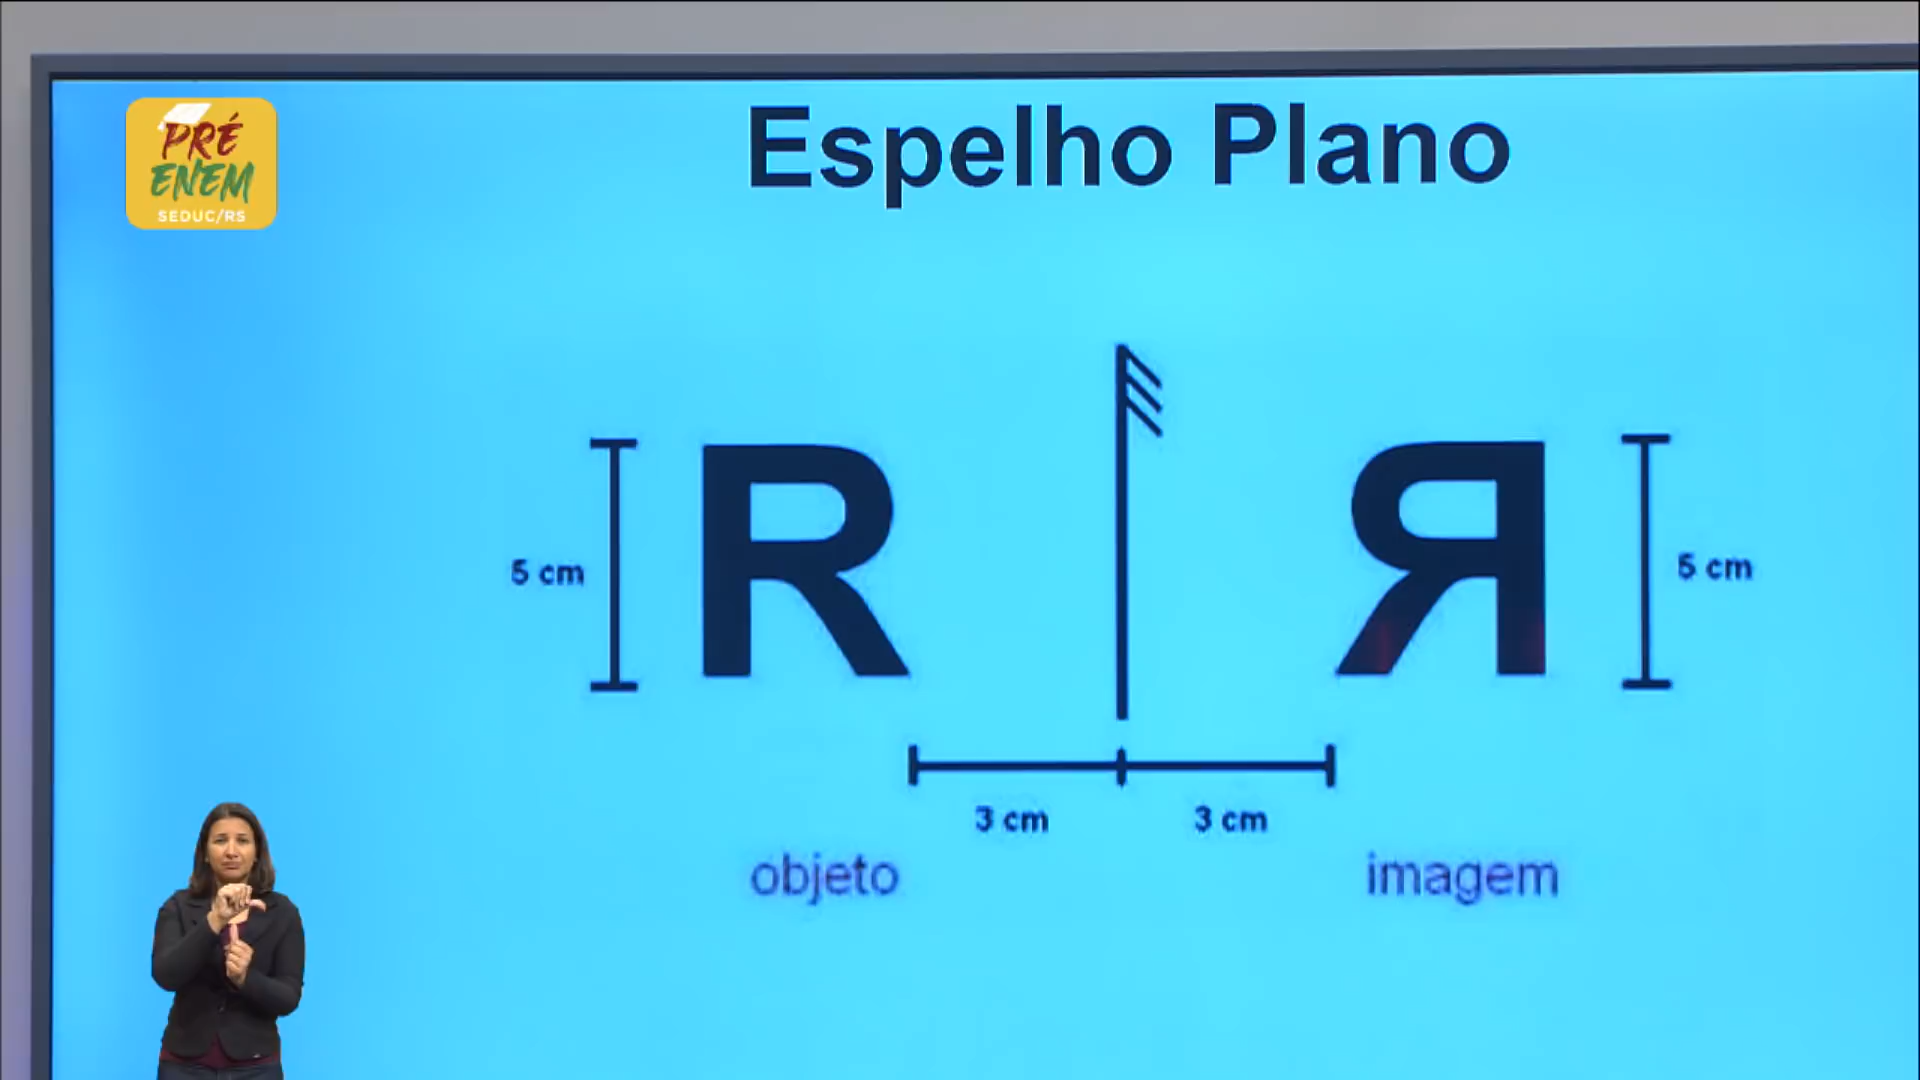 PRÉ
ENEM
SEDUC/RS
Espelho Plano
5 cm
R
R
5 cm
3 cm
3 cm
objeto
imagem